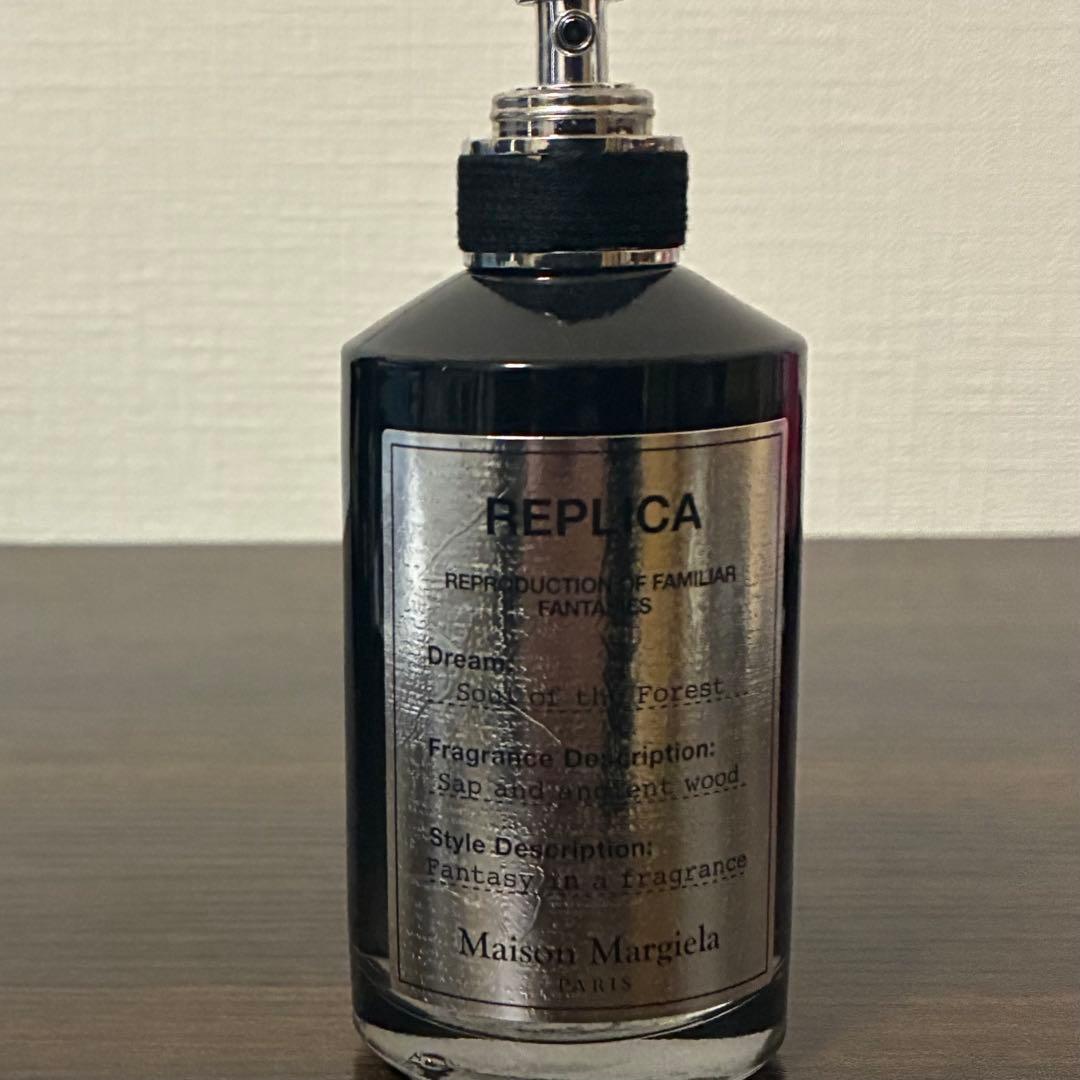 REPLICA
REPRODUCTION OF FAMILIAR
FANTASIES
Dream:
Soul of the Forest
Fragrance Description:
Sap and ancient wood
Style Description:
Fantasy in a fragrance
Maison Margiela
PARIS